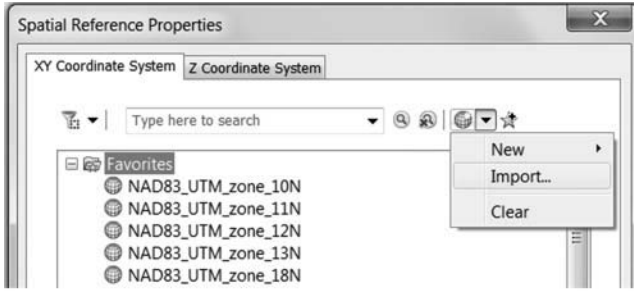 Spatial Reference Properties
XY Coordinate System Z Coordinate System
Type here to search
New
Import...
Clear
Favorites
NAD83_UTM_zone_10N
NAD83_UTM_zone_11N
NAD83_UTM_zone_12N
NAD83_UTM_zone_13N
NAD83_UTM_zone_18N